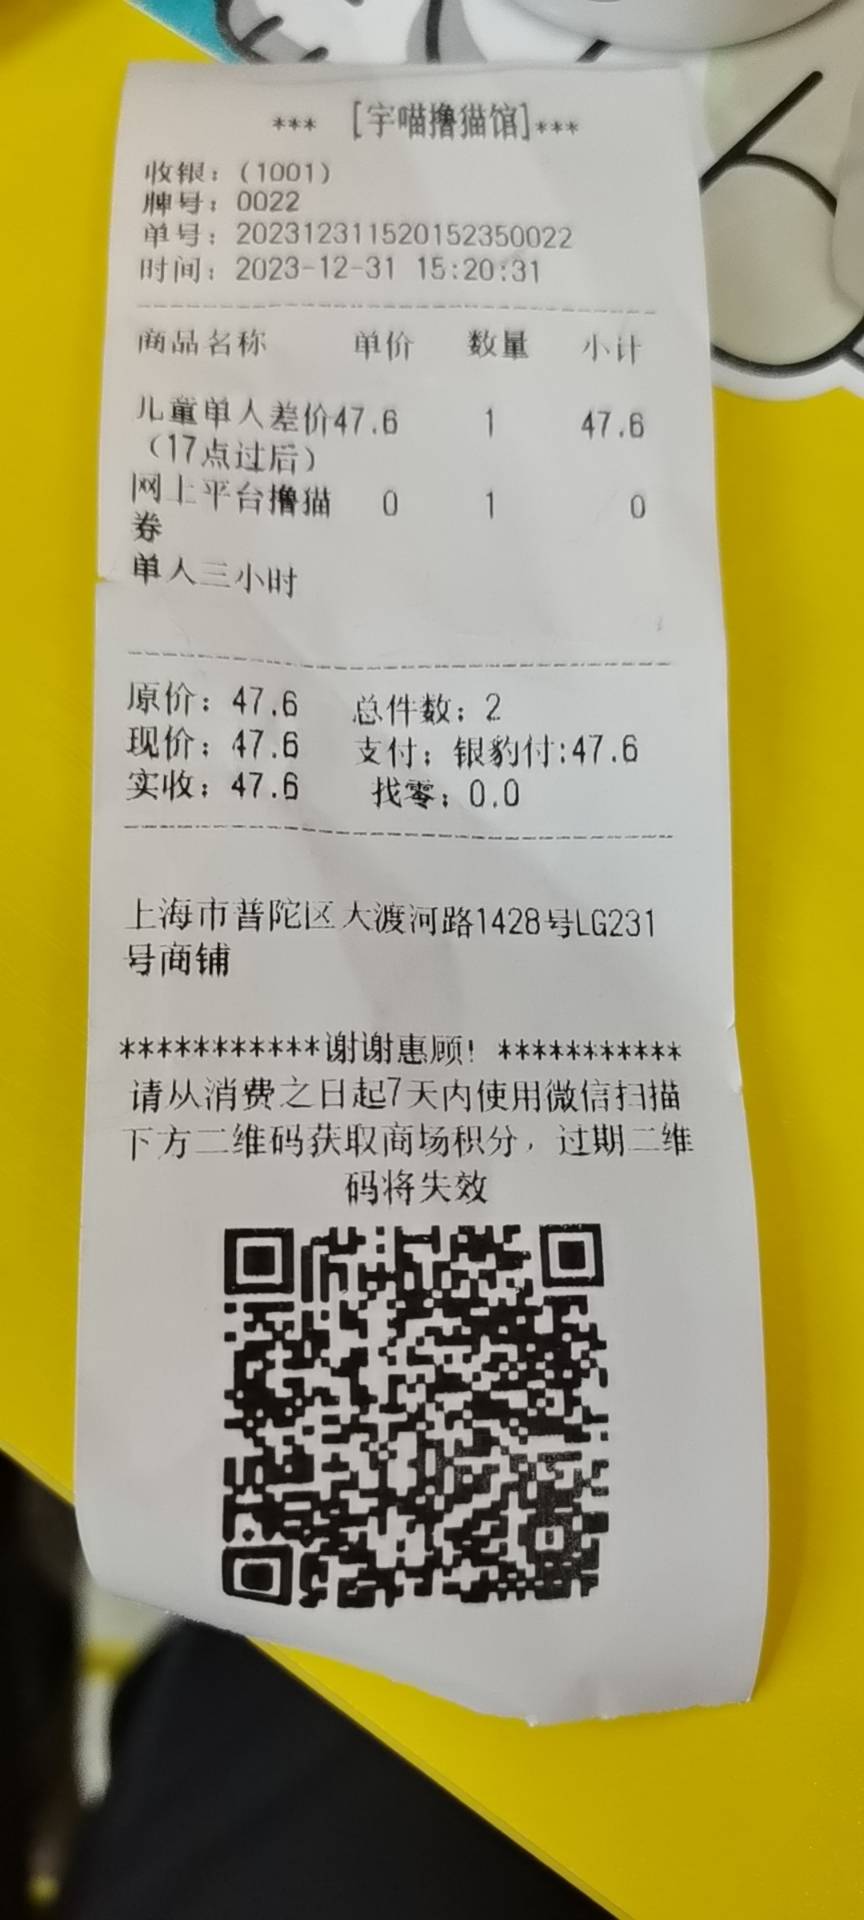 *** [宇喵撸猫馆]***
收银：(1001)
牌号：0022
单号：202312311520152350022
时间：2023-12-31 15:20:31
商品名称 单价 数量 小计
儿童单人差价47.6 1 47.6
（17点过后）
网上平台撸猫 0 1 0
券
单人三小时
原价：47.6 总件数：2
现价：47.6 支付：银豹付:47.6
实收：47.6 找零：0.0
上海市普陀区大渡河路1428号LG231
号商铺
***********谢谢惠顾！***********
请从消费之日起7天内使用微信扫描
下方二维码获取商场积分，过期二维
码将失效